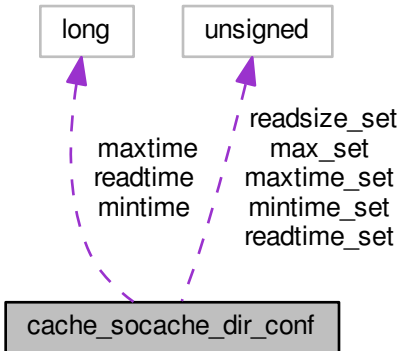 long
unsigned
maxtime
readtime
mintime
readsize_set
max_set
maxtime_set
mintime_set
readtime_set
cache_socache_dir_conf